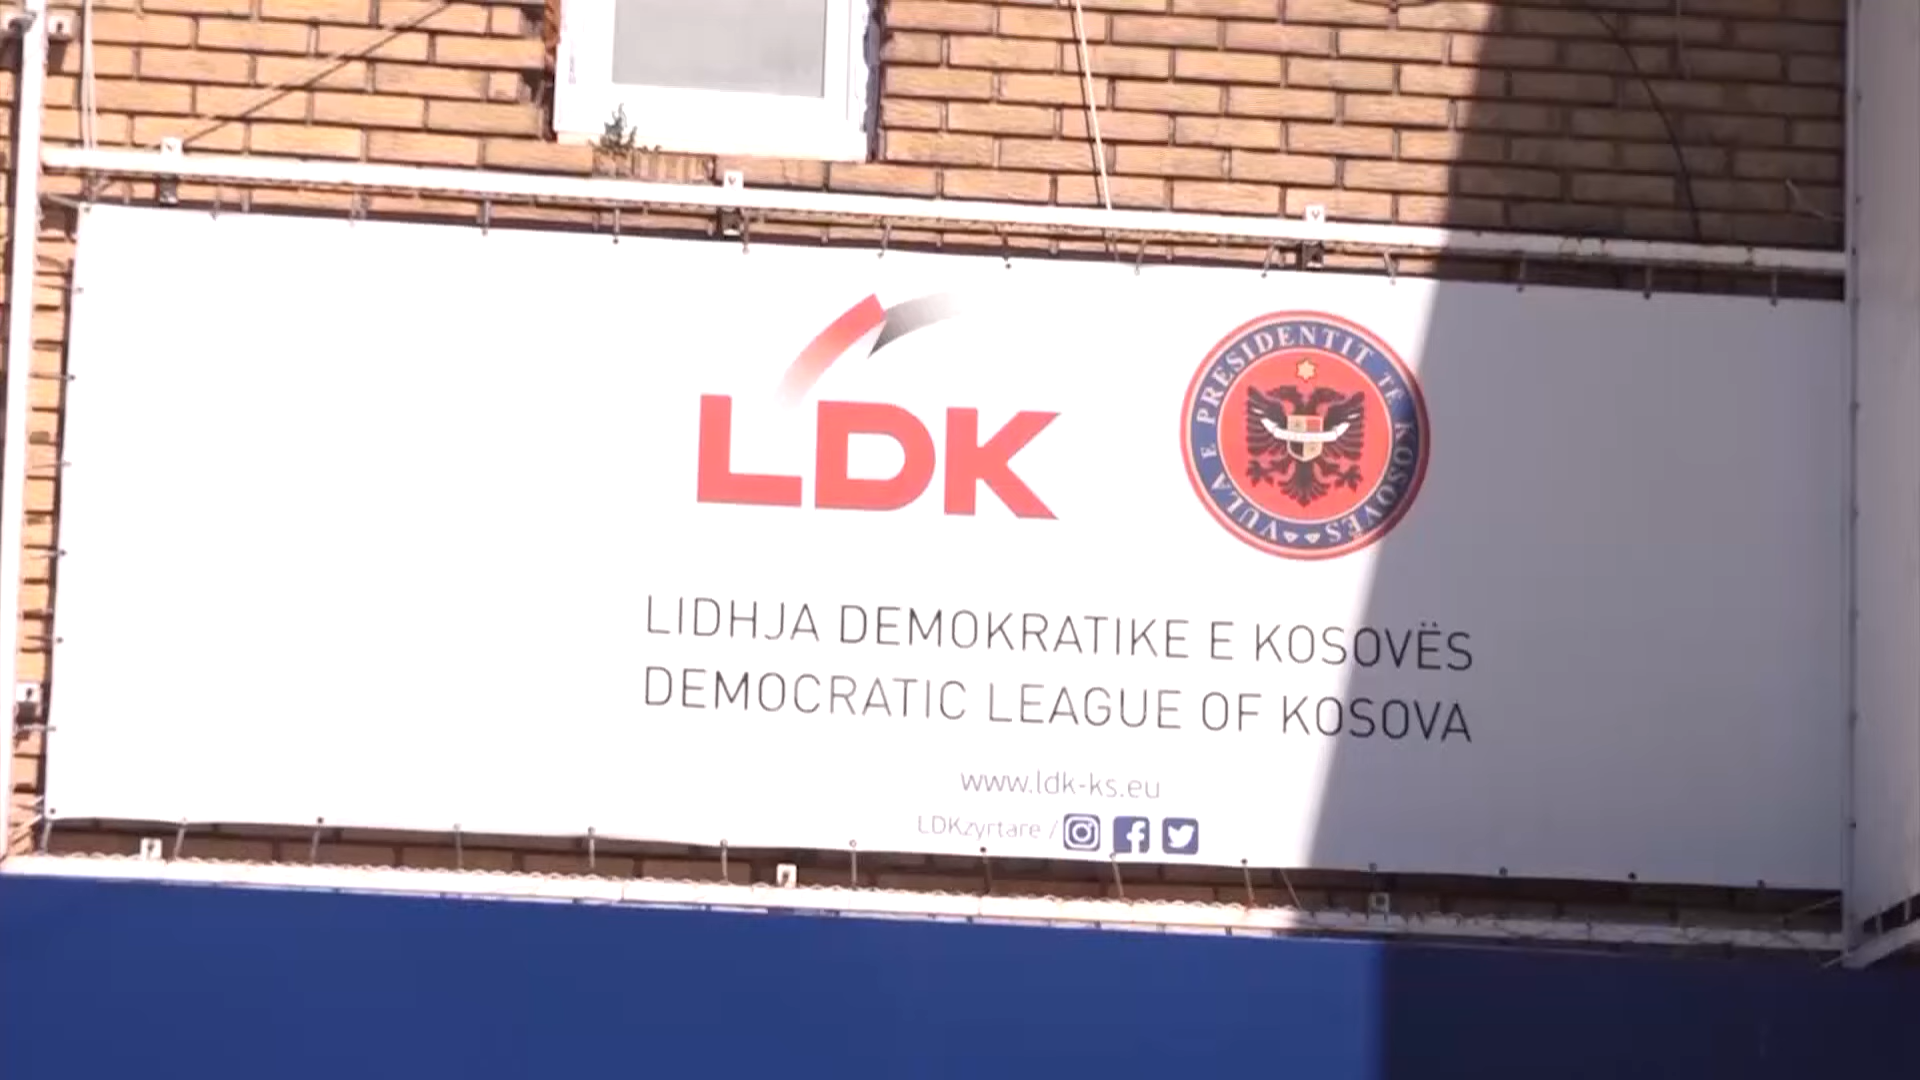 LDK
VULA E PRESIDENTIT TË KOSOVËS
LIDHJA DEMOKRATIKE E KOSOVËS
DEMOCRATIC LEAGUE OF KOSOVA
www.ldk-ks.eu
LDKzyrtare /